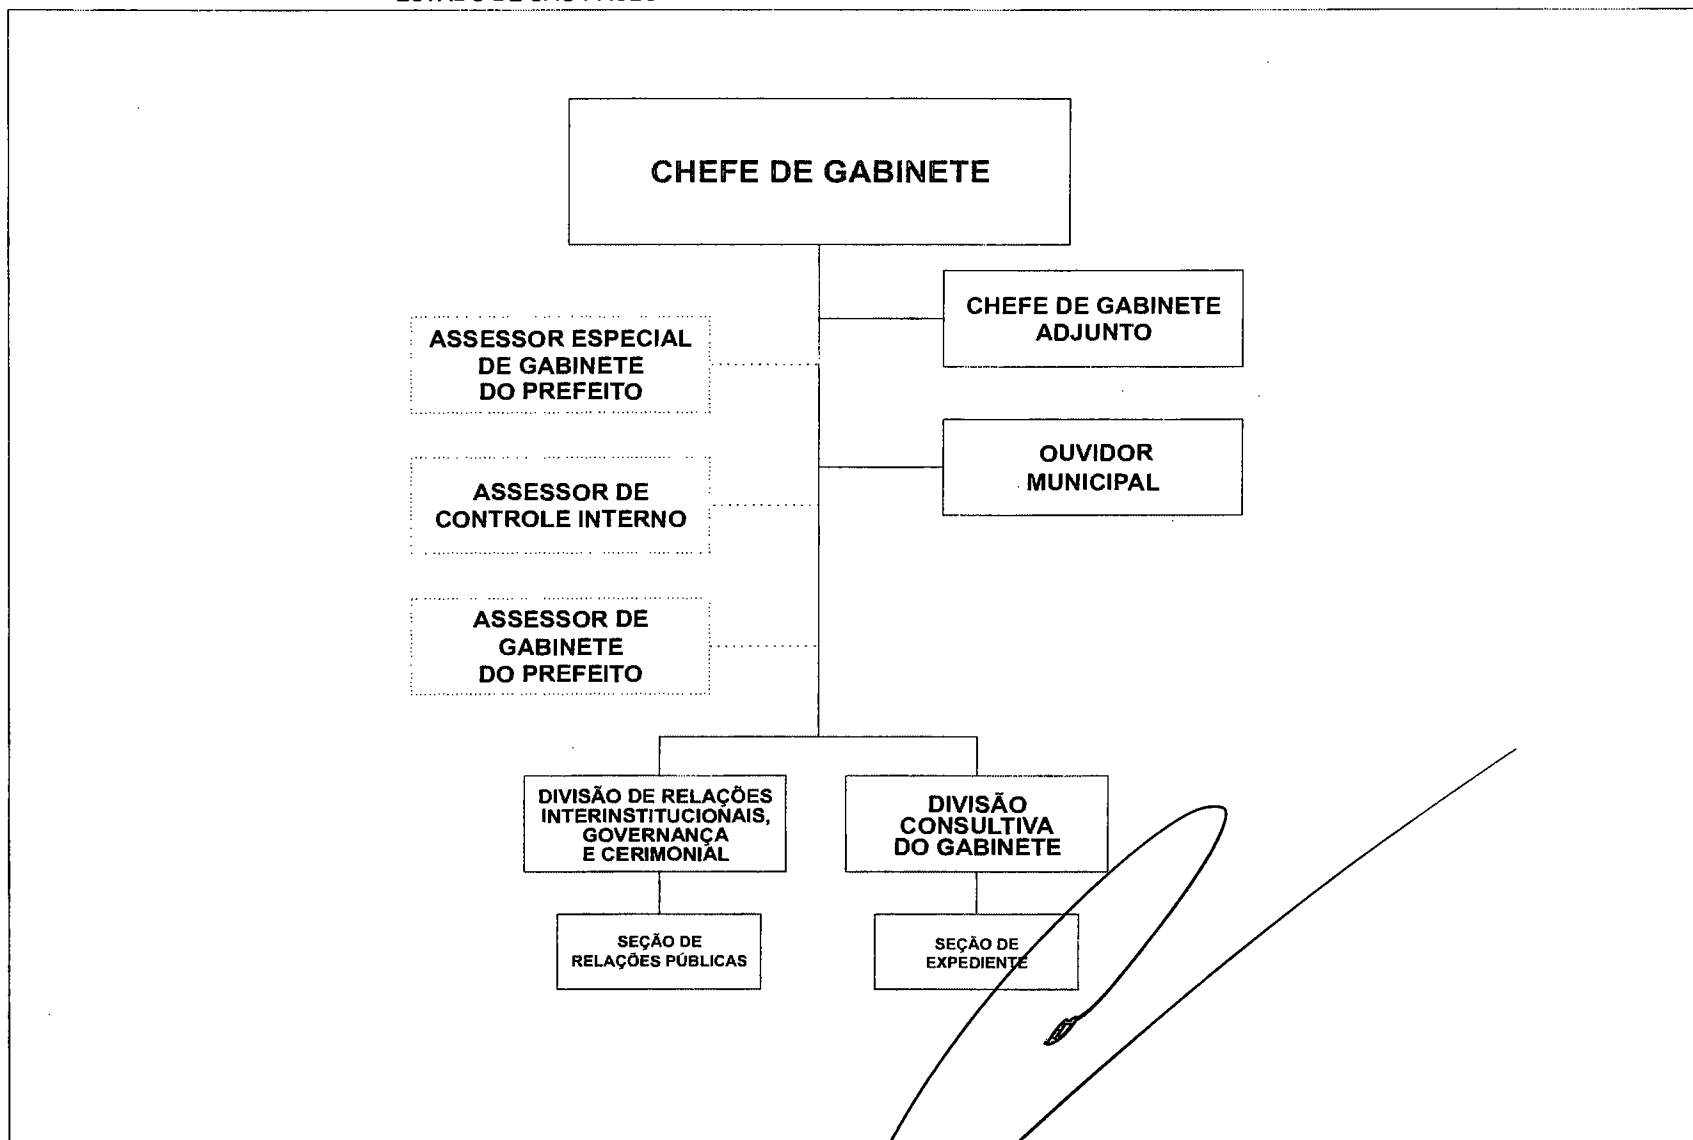 CHEFE DE GABINETE
CHEFE DE GABINETE
ADJUNTO
ASSESSOR ESPECIAL
DE GABINETE
DO PREFEITO
OUVIDOR
MUNICIPAL
ASSESSOR DE
CONTROLE INTERNO
ASSESSOR DE
GABINETE
DO PREFEITO
DIVISÃO DE RELAÇÕES
INTERINSTITUCIONAIS,
GOVERNANÇA
E CERIMONIAL
DIVISÃO
CONSULTIVA
DO GABINETE
SEÇÃO DE
RELAÇÕES PÚBLICAS
SEÇÃO DE
EXPEDIENTE